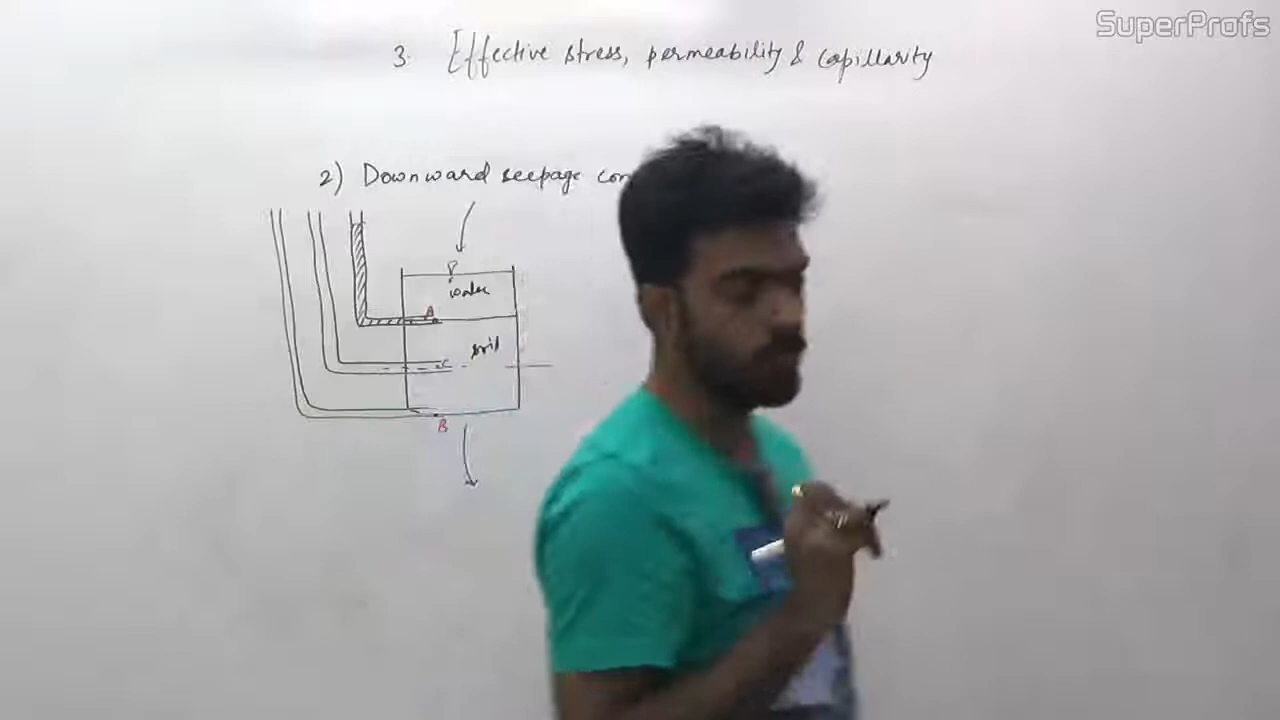 SuperProfs
3. Effective stress, permeability & capillarity
2) Downward seepage con
water
A
soil
C
B